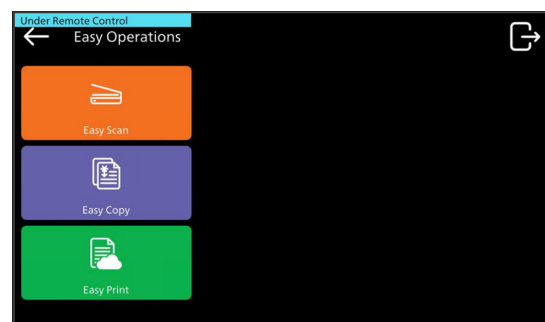 Under Remote Control
Easy Operations
Easy Scan
Easy Copy
Easy Print